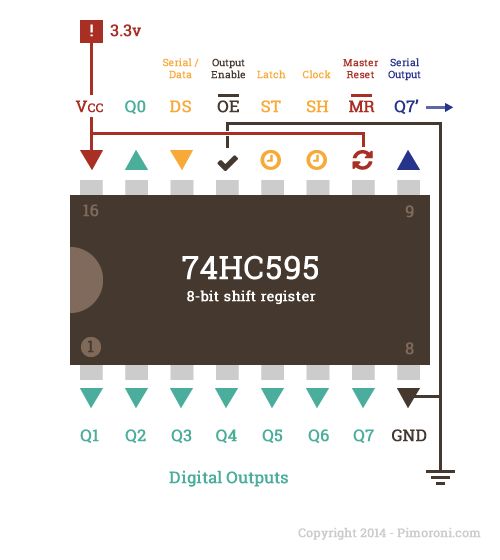 ! 3.3v
Serial / Data Output Enable Latch Clock Master Reset Serial Output
Vcc Q0 DS OE ST SH MR Q7’
16 9
74HC595
8-bit shift register
1 8
Q1 Q2 Q3 Q4 Q5 Q6 Q7 GND
Digital Outputs
Copyright 2014 - Pimoroni.com